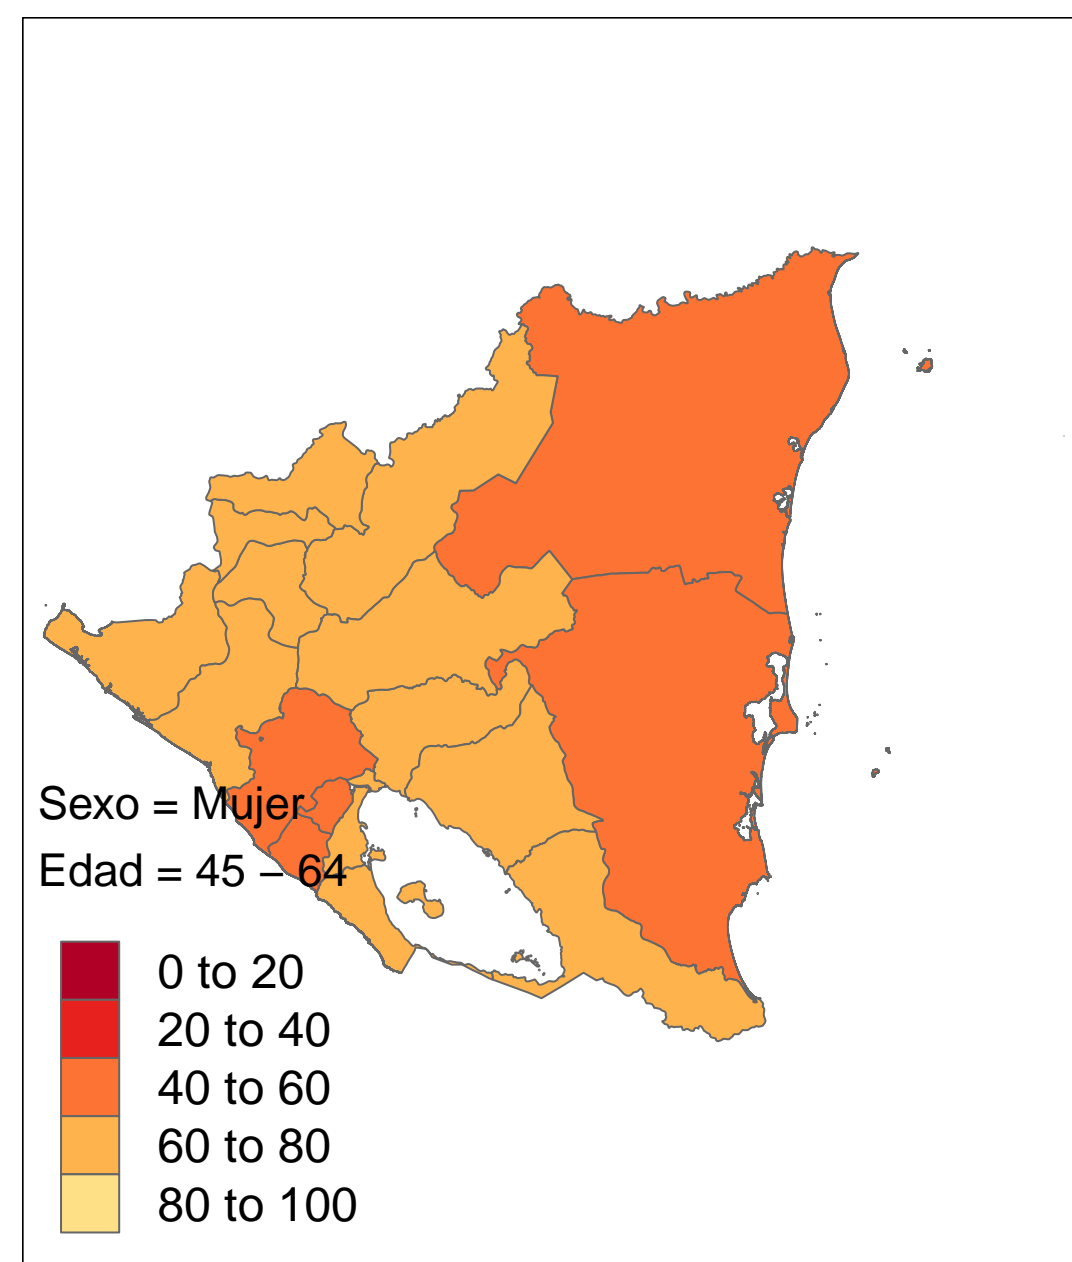 Sexo = Mujer
Edad = 45 – 64
0 to 20
20 to 40
40 to 60
60 to 80
80 to 100